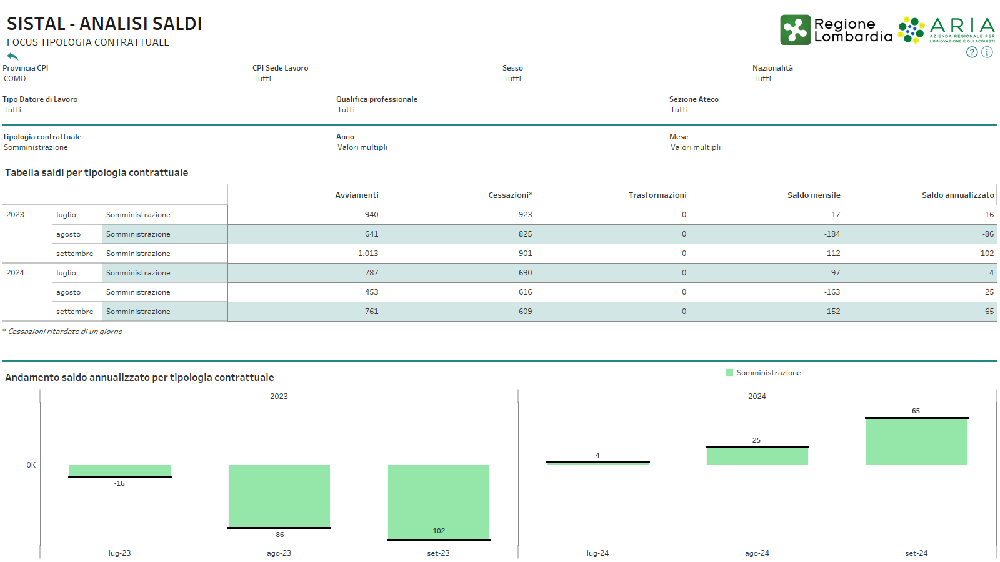 SISTAL - ANALISI SALDI
FOCUS TIPOLOGIA CONTRATTUALE
Regione
Lombardia
ARIA
AZIENDA REGIONALE PER
L'INNOVAZIONE E GLI ACQUISTI
? i
Provincia CPI CPI Sede Lavoro Sesso Nazionalità
COMO Tutti Tutti Tutti
Tipo Datore di Lavoro Qualifica professionale Sezione Ateco
Tutti Tutti Tutti
Tipologia contrattuale Anno Mese
Somministrazione Valori multipli Valori multipli
Tabella saldi per tipologia contrattuale
Avviamenti Cessazioni* Trasformazioni Saldo mensile Saldo annualizzato
2023 luglio Somministrazione 940 923 0 17 -16
agosto Somministrazione 641 825 0 -184 -86
settembre Somministrazione 1.013 901 0 112 -102
2024 luglio Somministrazione 787 690 0 97 4
agosto Somministrazione 453 616 0 -163 25
settembre Somministrazione 761 609 0 152 65
* Cessazioni ritardate di un giorno
Andamento saldo annualizzato per tipologia contrattuale
Somministrazione
2023 2024
65
25
4
0K
-16
-86
-102
lug-23 ago-23 set-23 lug-24 ago-24 set-24